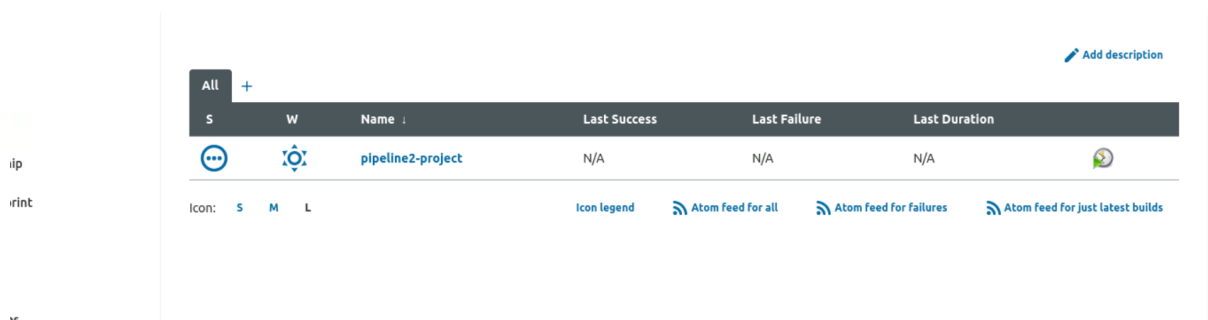 Add description
All +
S W Name ↓ Last Success Last Failure Last Duration
pipeline2-project N/A N/A N/A
Icon: S M L Icon legend Atom feed for all Atom feed for failures Atom feed for just latest builds